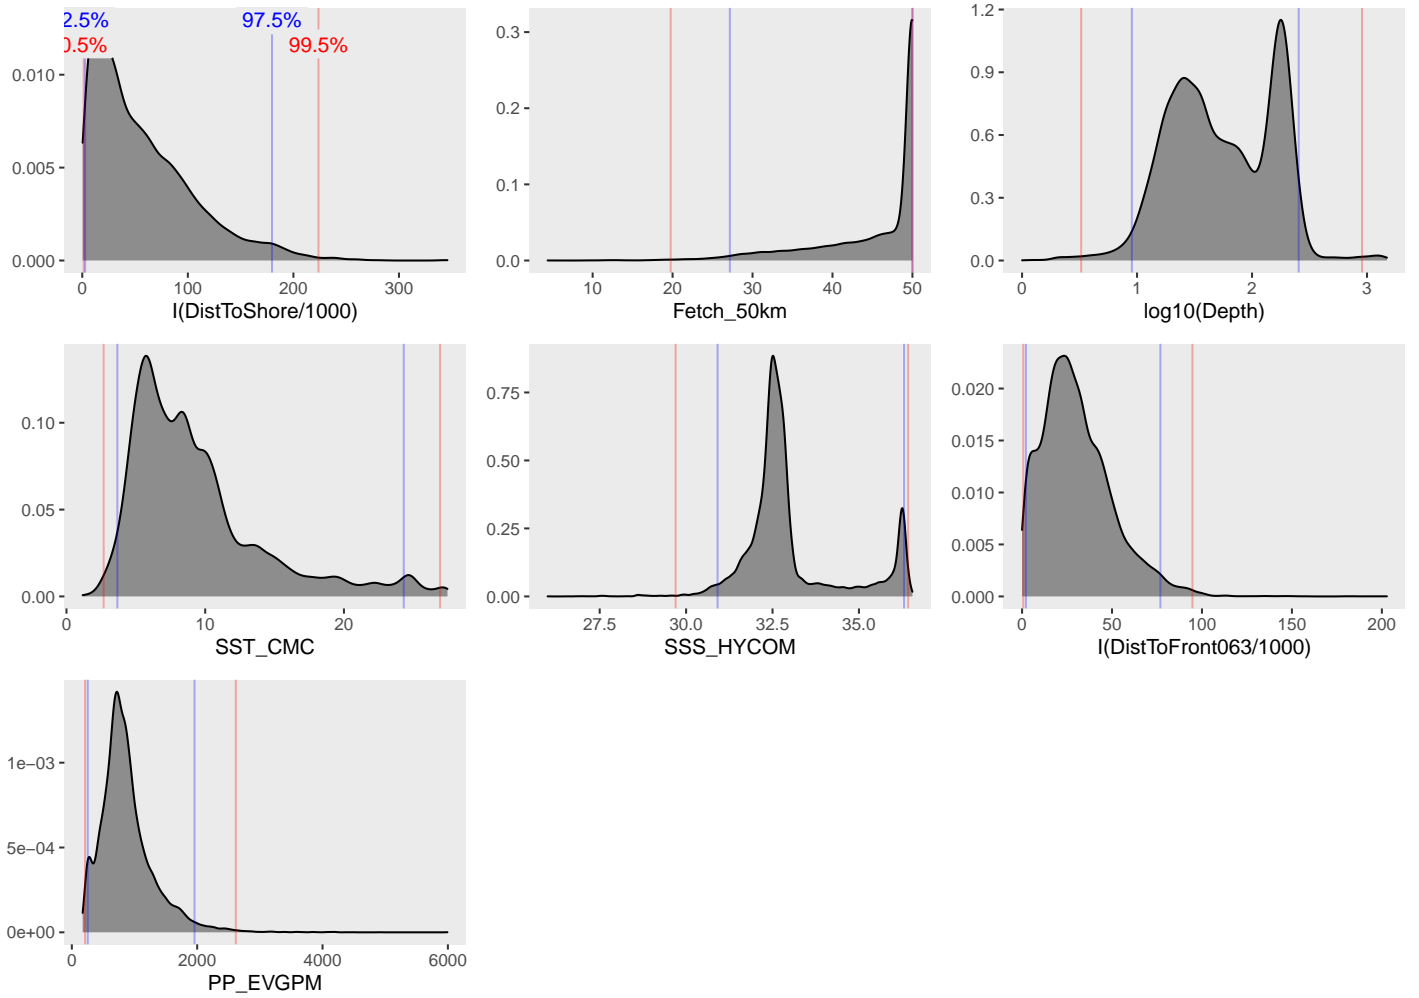 2.5% 97.5%
0.5% 99.5%
0.010
0.005
0.000
0 100 200 300
I(DistToShore/1000)
0.3
0.2
0.1
0.0
10 20 30 40 50
Fetch_50km
1.2
0.9
0.6
0.3
0.0
0 1 2 3
log10(Depth)
0.10
0.05
0.00
0 10 20
SST_CMC
0.75
0.50
0.25
0.00
27.5 30.0 32.5 35.0
SSS_HYCOM
0.020
0.015
0.010
0.005
0.000
0 50 100 150 200
I(DistToFront063/1000)
1e−03
5e−04
0e+00
0 2000 4000 6000
PP_EVGPM